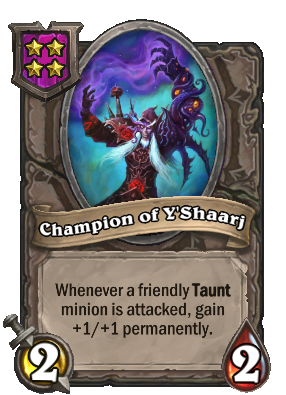 Champion of Y'Shaarj
Whenever a friendly Taunt
minion is attacked, gain
+1/+1 permanently.
2
2